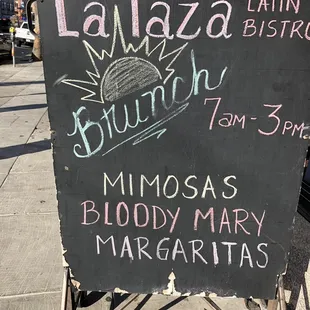 La Taza LATIN
BISTRO
Brunch 7am-3pm
MIMOSAS
BLOODY MARY
MARGARITAS